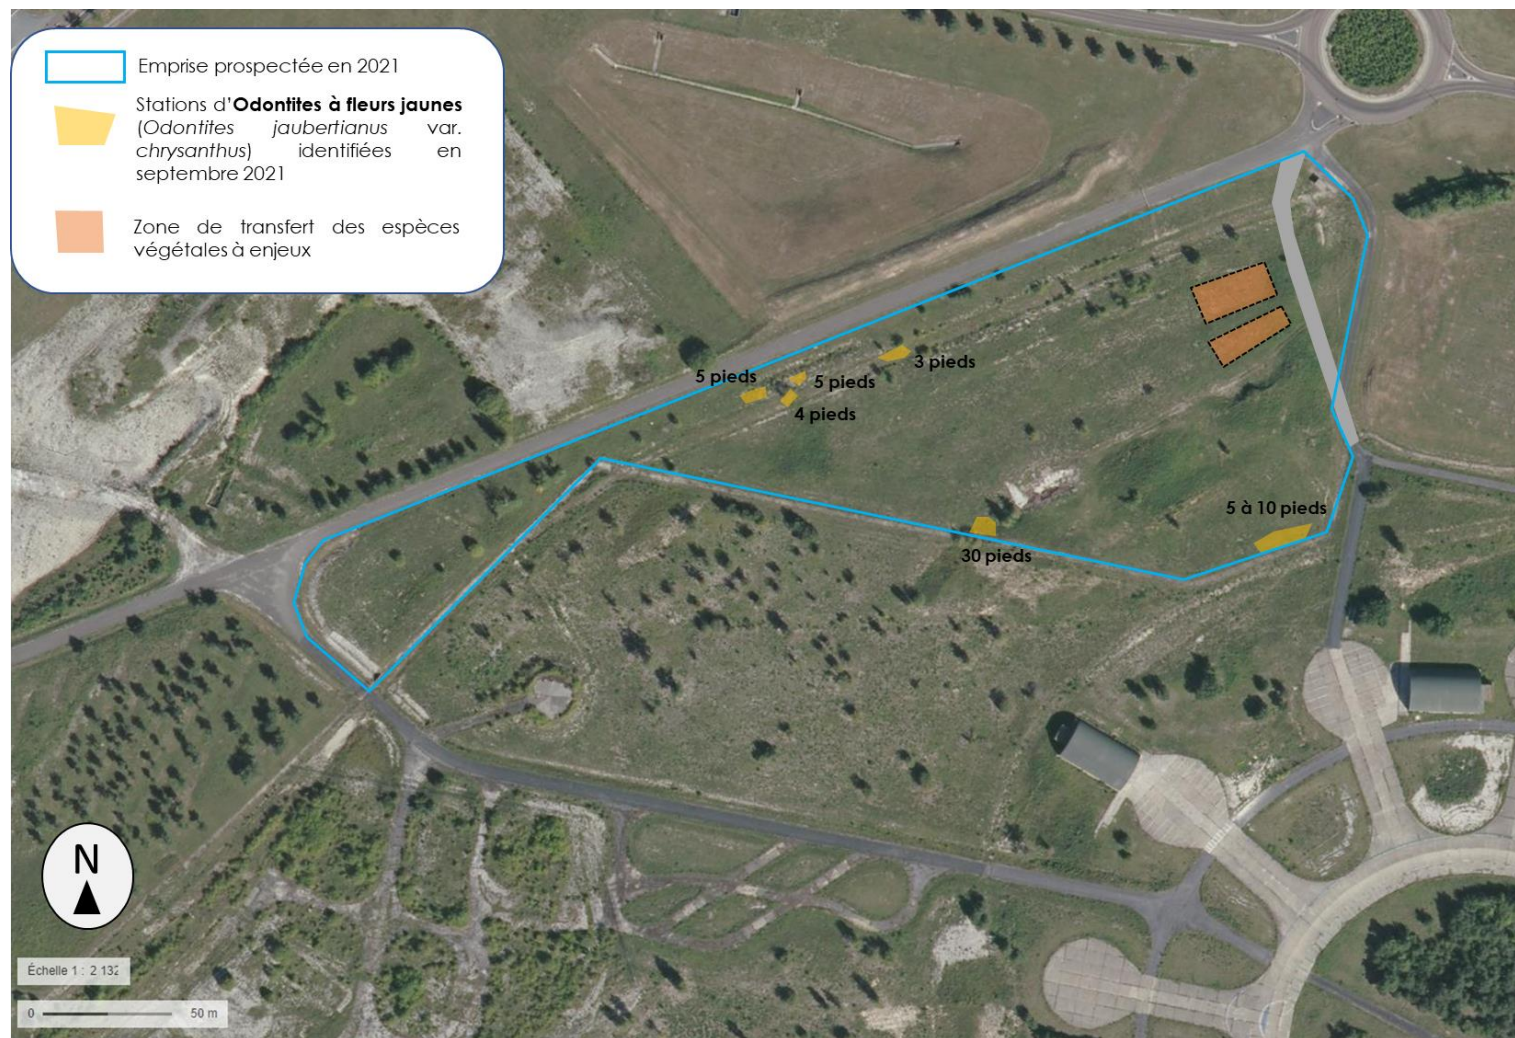 Emprise prospectée en 2021
Stations d'Odontites à fleurs jaunes
(Odontites jaubertianus var.
chrysanthus) identifiées en
septembre 2021
Zone de transfert des espèces
végétales à enjeux
3 pieds
5 pieds
5 pieds
4 pieds
5 à 10 pieds
30 pieds
N
Échelle 1 : 2 132
0 50 m